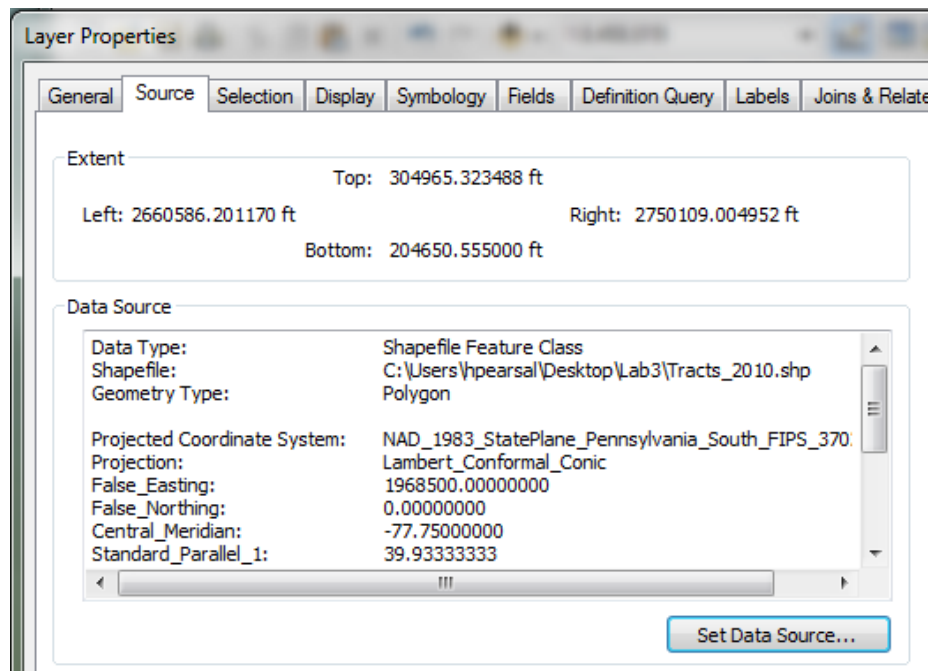 Layer Properties
General Source Selection Display Symbology Fields Definition Query Labels Joins & Relate
Extent
Top: 304965.323488 ft
Left: 2660586.201170 ft Right: 2750109.004952 ft
Bottom: 204650.555000 ft
Data Source
Data Type: Shapefile Feature Class
Shapefile: C:\Users\hpearsal\Desktop\Lab3\Tracts_2010.shp
Geometry Type: Polygon
Projected Coordinate System: NAD_1983_StatePlane_Pennsylvania_South_FIPS_370
Projection: Lambert_Conformal_Conic
False_Easting: 1968500.00000000
False_Northing: 0.00000000
Central_Meridian: -77.75000000
Standard_Parallel_1: 39.93333333
Set Data Source...